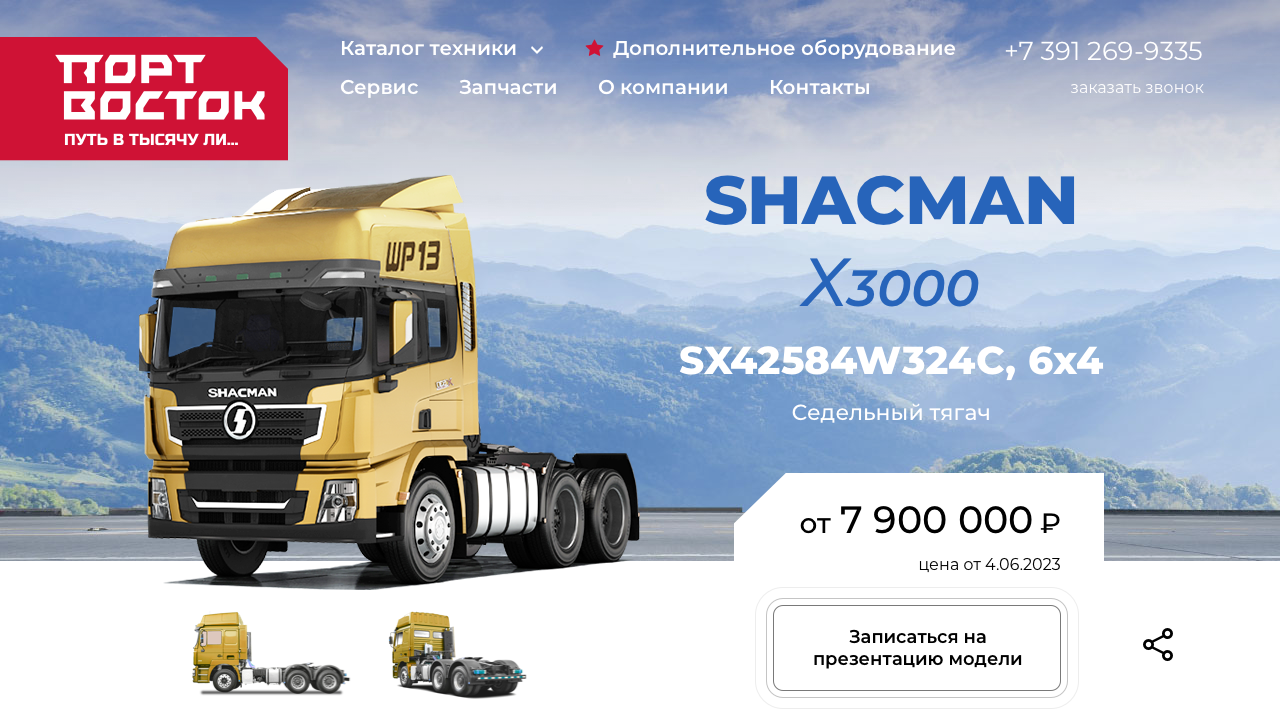 ПОРТ
ВОСТОК
ПУТЬ В ТЫСЯЧУ ЛИ...
Каталог техники
Дополнительное оборудование
+7 391 269-9335
Сервис
Запчасти
О компании
Контакты
заказать звонок
SHACMAN
X3000
SX42584W324C, 6x4
Седельный тягач
WP13
SHACMAN
от 7 900 000 ₽
цена от 4.06.2023
Записаться на
презентацию модели